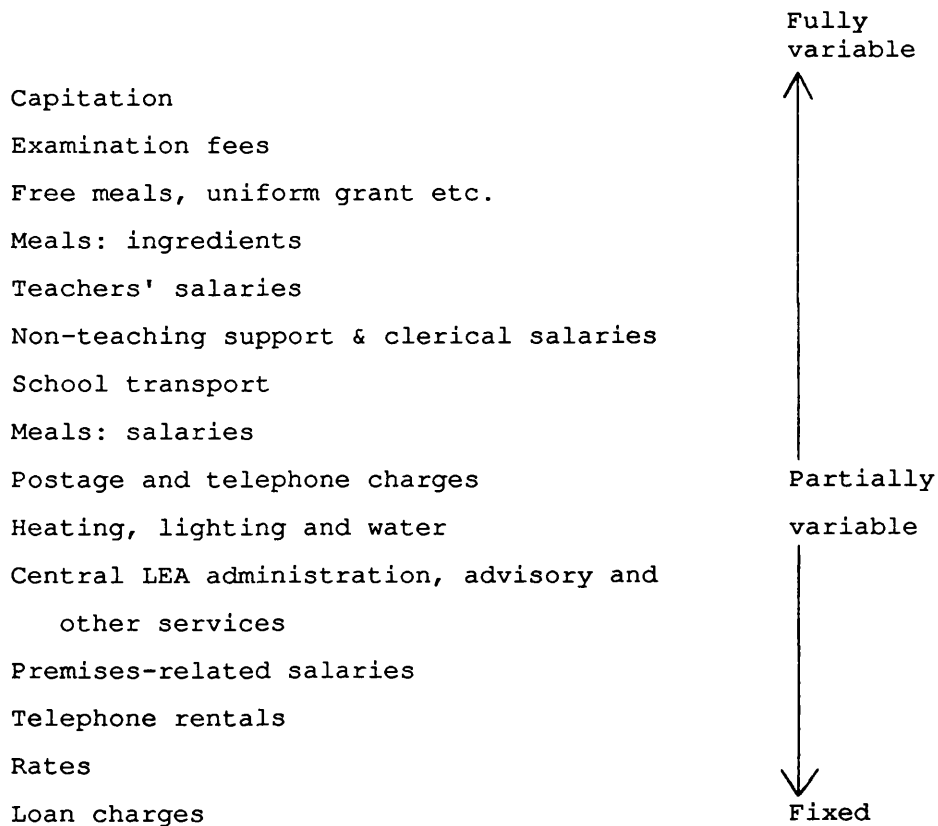 Fully
variable
Capitation
Examination fees
Free meals, uniform grant etc.
Meals: ingredients
Teachers' salaries
Non-teaching support & clerical salaries
School transport
Meals: salaries
Postage and telephone charges Partially
Heating, lighting and water variable
Central LEA administration, advisory and
other services
Premises-related salaries
Telephone rentals
Rates
Loan charges Fixed